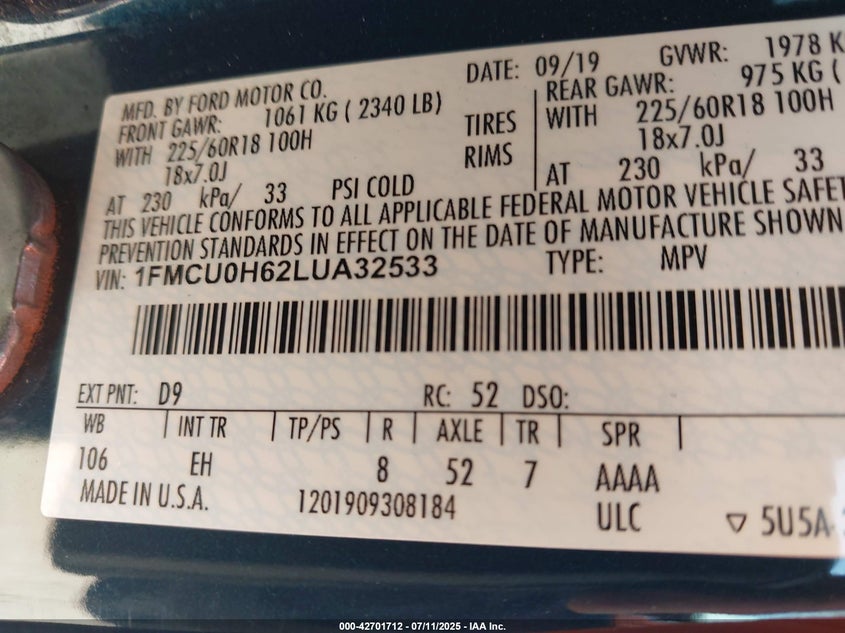 MFD. BY FORD MOTOR CO.
DATE: 09/19
GVWR: 1978 K
FRONT GAWR: 1061 KG ( 2340 LB)
REAR GAWR: 975 KG (
WITH 225/60R18 100H
TIRES
WITH 225/60R18 100H
18x7.0J
RIMS
18x7.0J
AT 230 kPa/ 33 PSI COLD
AT 230 kPa/ 33
THIS VEHICLE CONFORMS TO ALL APPLICABLE FEDERAL MOTOR VEHICLE SAFET
PREVENTION STANDARDS IN EFFECT ON THE DATE OF MANUFACTURE SHOWN
VIN: 1FMCU0H62LUA32533
TYPE: MPV
EXT PNT: D9
RC: 52 DSO:
WB | INT TR | TP/PS | R | AXLE | TR | SPR |
106 EH 8 52 7 AAAA
MADE IN U.S.A.
1201909308184
ULC
▽ 5U5A-
000-42701712 - 07/11/2025 - IAA Inc.